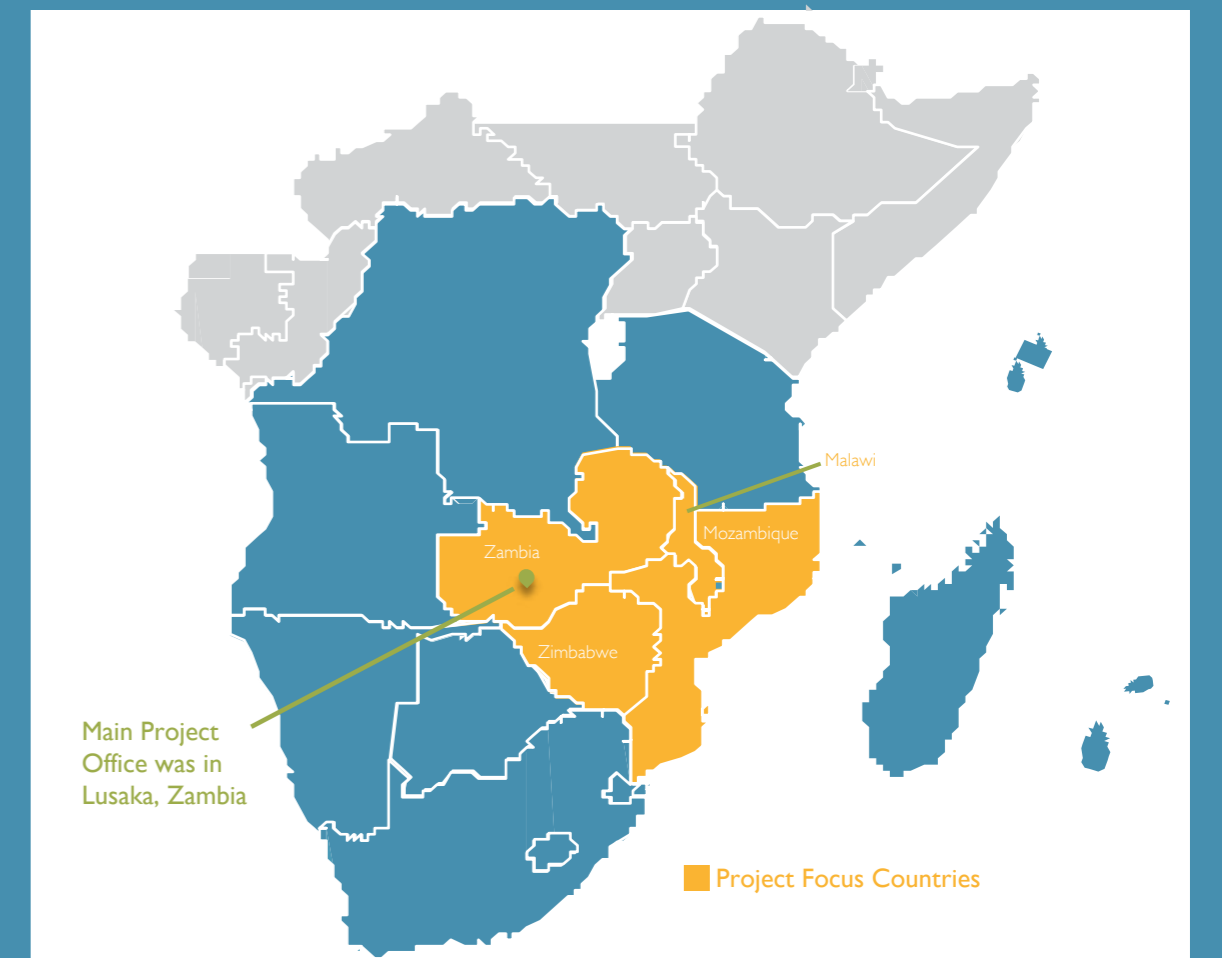 Malawi
Mozambique
Zambia
Zimbabwe
Main Project
Office was in
Lusaka, Zambia
Project Focus Countries